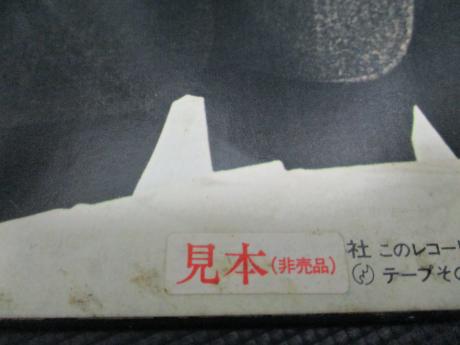 見本(非売品)
社 このレコー
テープその